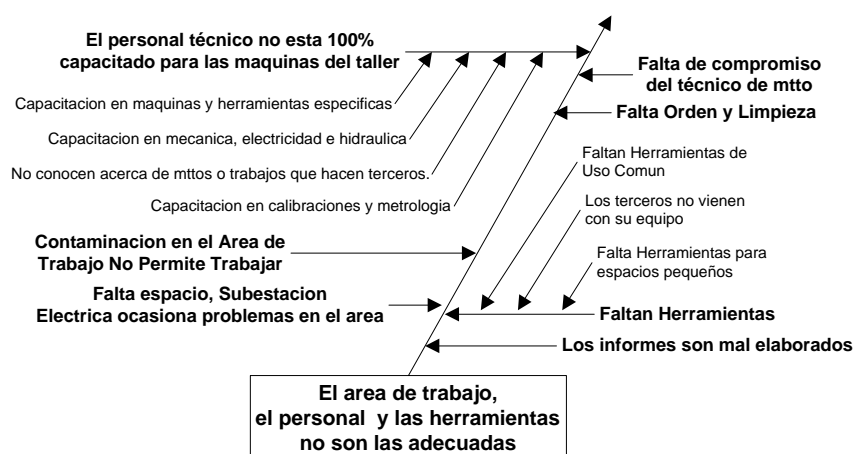 El personal técnico no esta 100%
capacitado para las maquinas del taller
Capacitacion en maquinas y herramientas especificas
Capacitacion en mecanica, electricidad e hidraulica
No conocen acerca de mttos o trabajos que hacen terceros.
Capacitacion en calibraciones y metrologia
Contaminacion en el Area de
Trabajo No Permite Trabajar
Falta espacio, Subestacion
Electrica ocasiona problemas en el area
Falta de compromiso
del técnico de mtto
Falta Orden y Limpieza
Faltan Herramientas de
Uso Comun
Los terceros no vienen
con su equipo
Falta Herramientas para
espacios pequeños
Faltan Herramientas
Los informes son mal elaborados
El area de trabajo,
el personal y las herramientas
no son las adecuadas